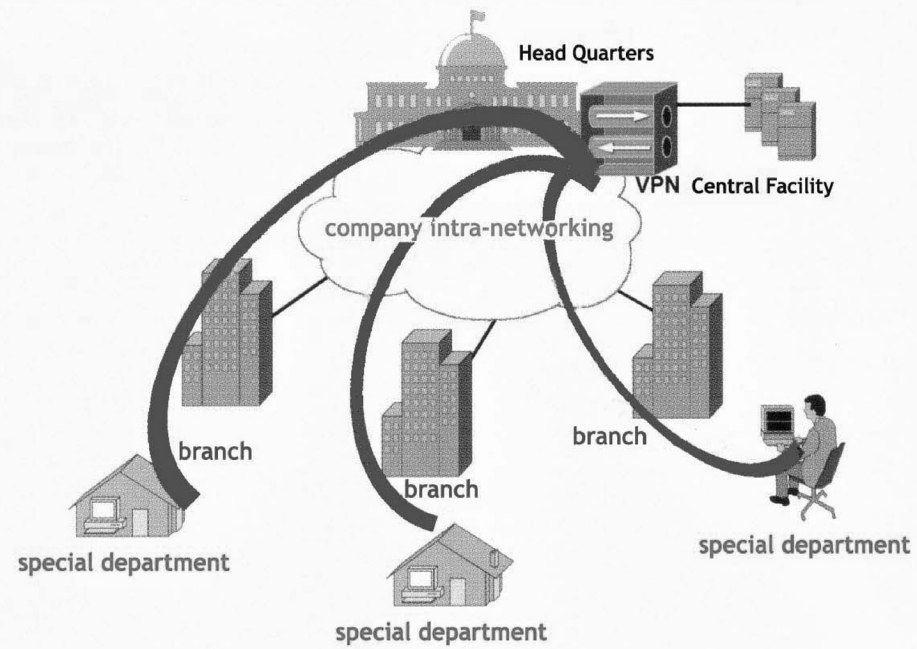 Head Quarters
VPN Central Facility
company intra-networking
branch
branch
branch
special department
special department
special department